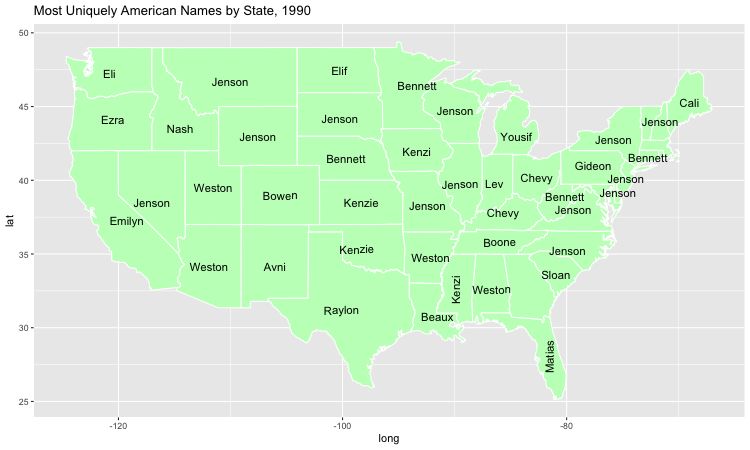 Most Uniquely American Names by State, 1990
50
45
40
35
30
25
lat
Eli
Jenson
Elif
Bennett
Cali
Ezra
Nash
Jenson
Jenson
Jenson
Yousif
Jenson
Jenson
Bennett
Kenzi
Bennett
Gideon
Jenson
Weston
Bowen
Jenson
Lev
Chevy
Jenson
Emilyn
Jenson
Kenzie
Jenson
Chevy
Bennett
Jenson
Weston
Avni
Kenzie
Weston
Boone
Jenson
Sloan
Raylon
Beaux
Kenzi
Weston
Matias
-120
-100
-80
long